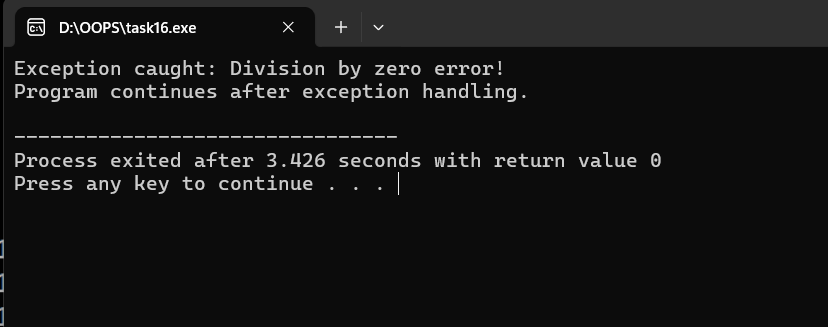 D:\OOPS\task16.exe
Exception caught: Division by zero error!
Program continues after exception handling.
--------------------------------
Process exited after 3.426 seconds with return value 0
Press any key to continue . . .